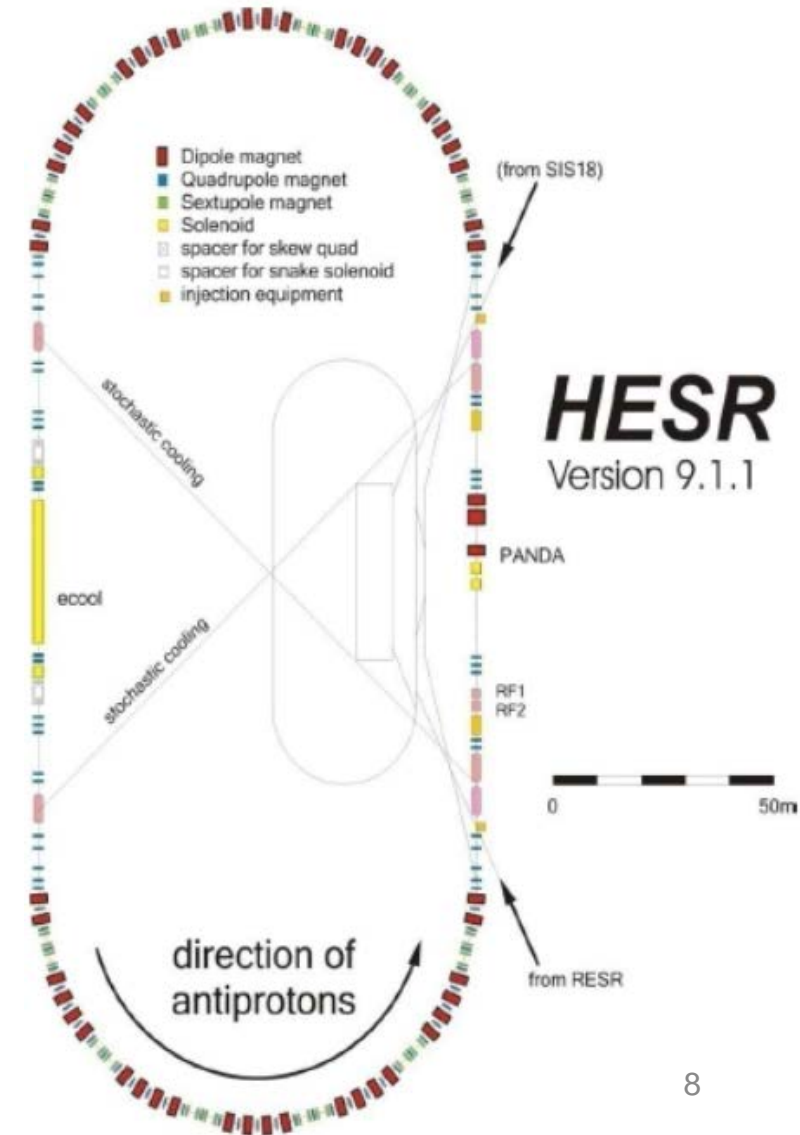 Dipole magnet
Quadrupole magnet
Sextupole magnet
Solenoid
spacer for skew quad
spacer for snake solenoid
injection equipment
(from SIS18)
HESR
Version 9.1.1
stochastic cooling
PANDA
ecool
stochastic cooling
RF1
RF2
0 50m
direction of
antiprotons
from RESR
8